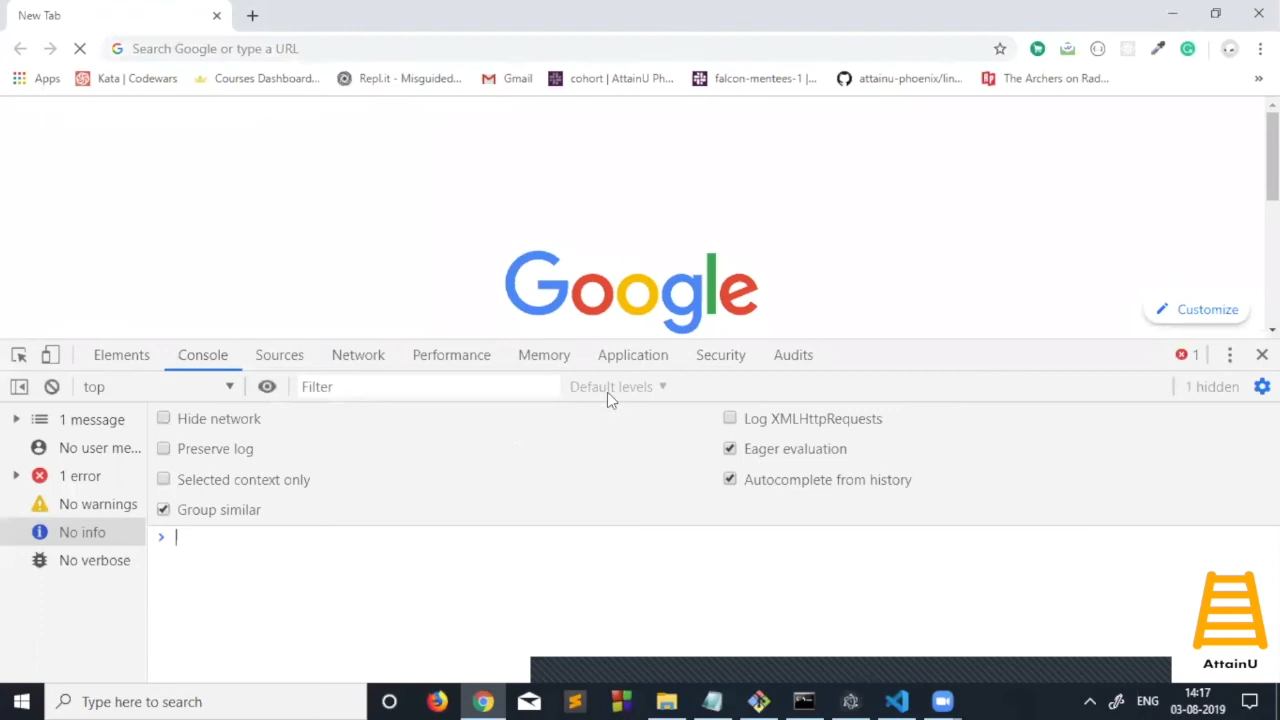 New Tab
Search Google or type a URL
Apps
Kata | Codewars
Courses Dashboard...
Repl.it - Misguided...
Gmail
cohort | AttainU Ph...
falcon-mentees-1 |...
attainu-phoenix/lin...
The Archers on Rad...
»
Google
Customize
Elements
Console
Sources
Network
Performance
Memory
Application
Security
Audits
1
top
Filter
Default levels
1 hidden
1 message
No user me...
1 error
No warnings
No info
No verbose
Hide network
Preserve log
Selected context only
Group similar
Log XMLHttpRequests
Eager evaluation
Autocomplete from history
>
AttainU
Type here to search
ENG
14:17
03-08-2019